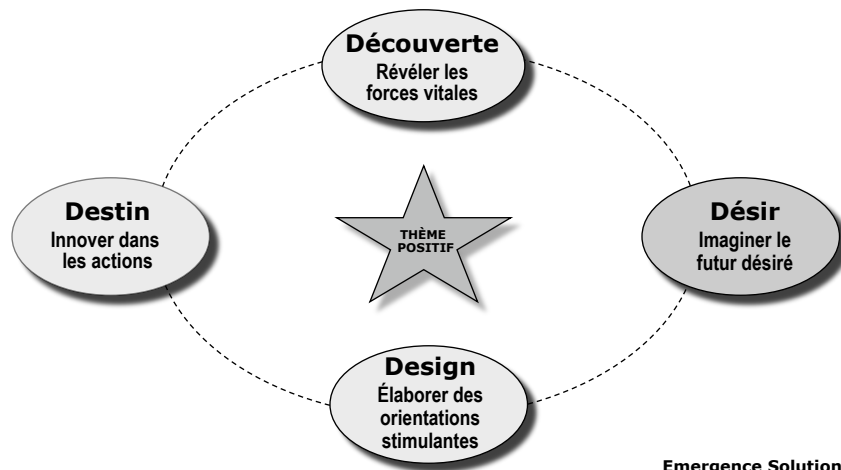 Découverte
Révéler les
forces vitales
Destin
Innover dans
les actions
THÈME
POSITIF
Désir
Imaginer le
futur désiré
Design
Élaborer des
orientations
stimulantes
Emergence Solution